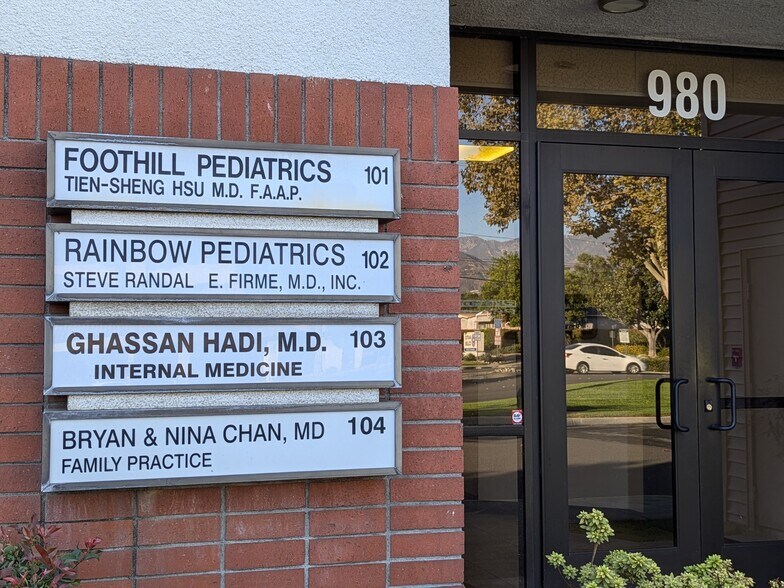 FOOTHILL PEDIATRICS 101
TIEN-SHENG HSU M.D. F.A.A.P.
RAINBOW PEDIATRICS 102
STEVE RANDAL E. FIRME, M.D., INC.
GHASSAN HADI, M.D. 103
INTERNAL MEDICINE
BRYAN & NINA CHAN, MD 104
FAMILY PRACTICE
980